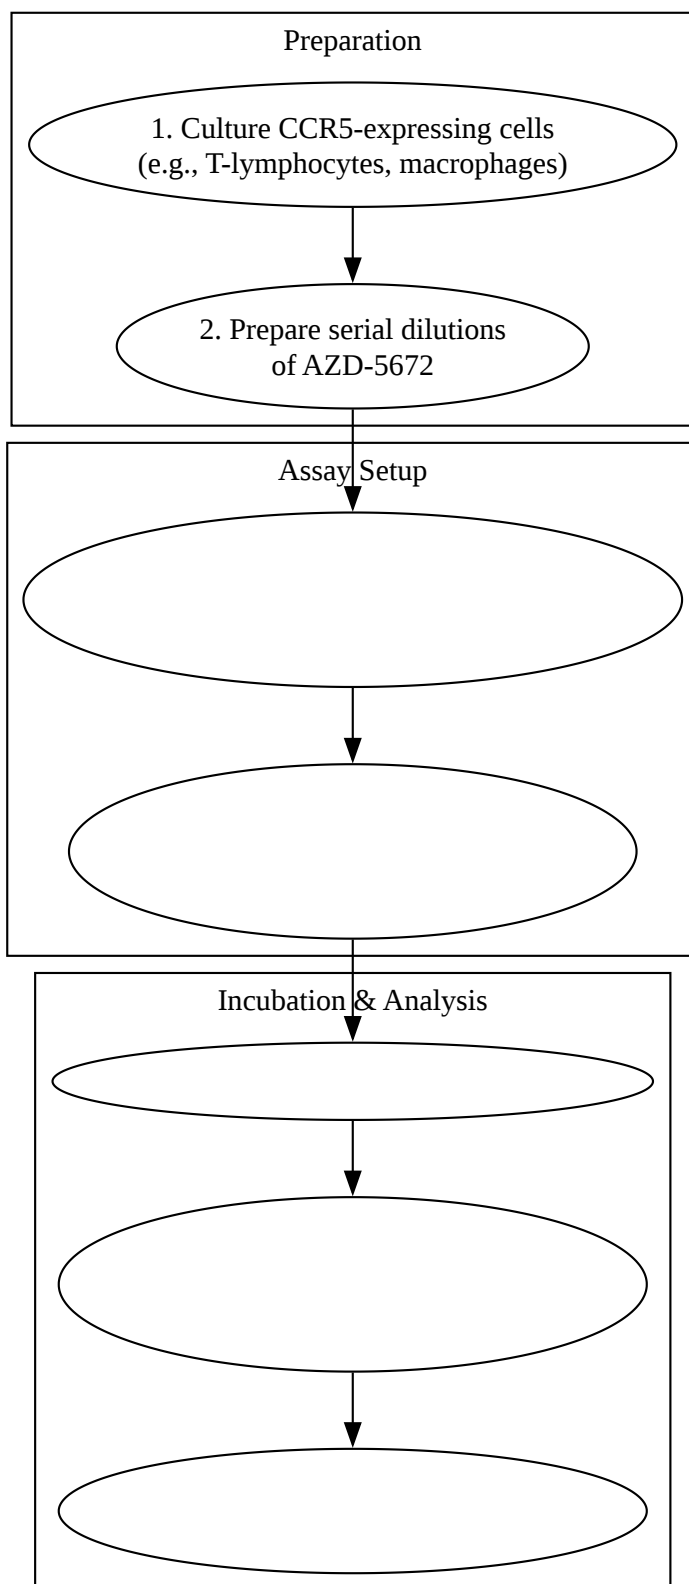 Preparation
1. Culture CCR5-expressing cells
(e.g., T-lymphocytes, macrophages)
2. Prepare serial dilutions
of AZD-5672
Assay Setup
Incubation & Analysis